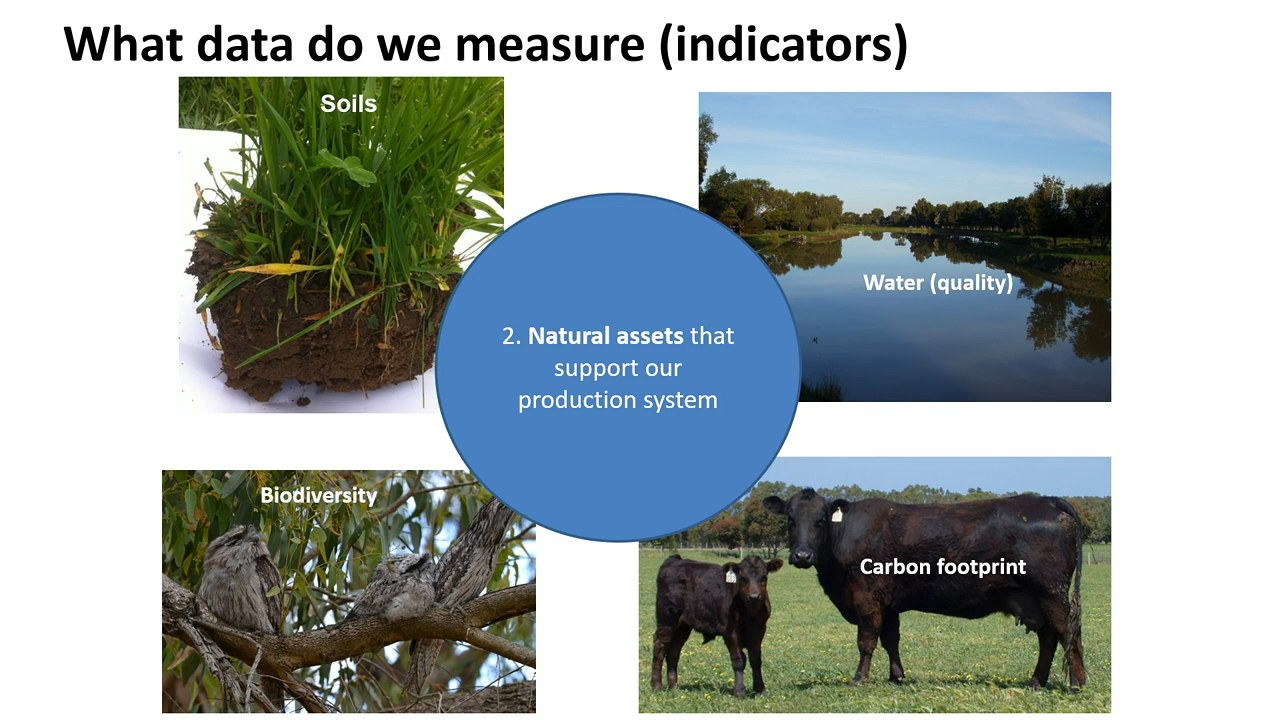 What data do we measure (indicators)
Soils
Water (quality)
2. Natural assets that
support our
production system
Biodiversity
Carbon footprint